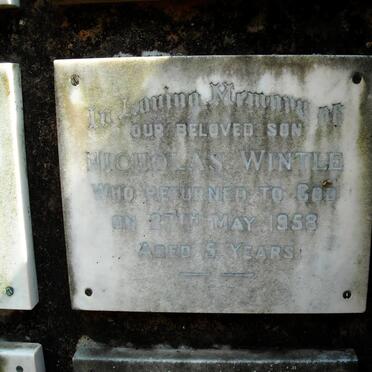 In Loving Memory of
OUR BELOVED SON
NICHOLAS WINTLE
WHO RETURNED TO GOD
ON 27TH MAY 1958
AGED 5 YEARS